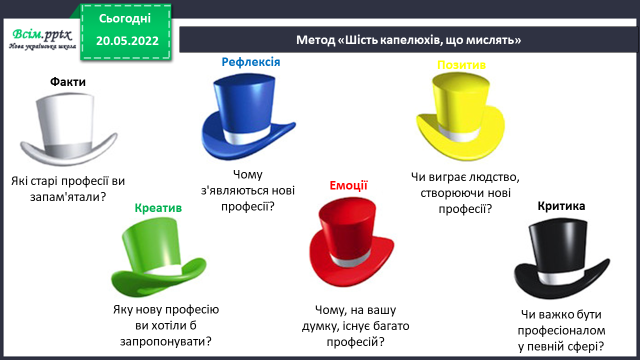 Всім.pptx
Нова українська школа
Сьогодні
20.05.2022
Метод «Шість капелюхів, що мислять»
Факти
Які старі професії ви
запам'ятали?
Рефлексія
Чому
з'являються нові
професії?
Позитив
Чи виграє людство,
створюючи нові
професії?
Креатив
Яку нову професію
ви хотіли б
запропонувати?
Емоції
Чому, на вашу
думку, існує багато
професій?
Критика
Чи важко бути
професіоналом
у певній сфері?